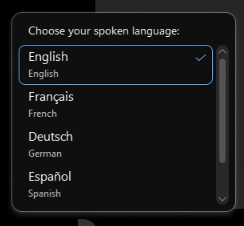 Choose your spoken language:
English
English
Français
French
Deutsch
German
Español
Spanish